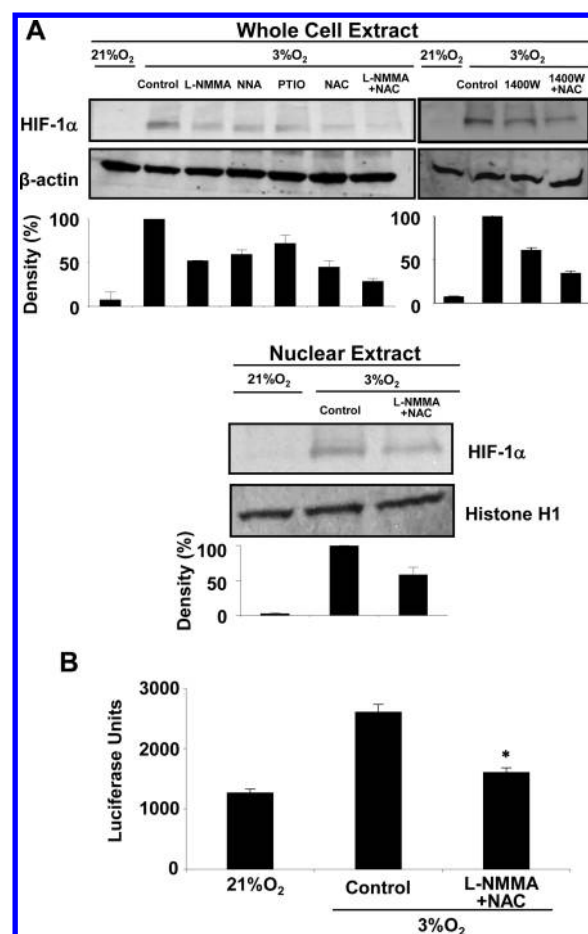 A
Whole Cell Extract
21%O₂ 3%O₂ 21%O₂ 3%O₂
Control L-NMMA NNA PTIO NAC L-NMMA +NAC Control 1400W 1400W +NAC
HIF-1α
β-actin
Density (%)
100
50
0
100
50
0
Nuclear Extract
21%O₂ 3%O₂
Control L-NMMA +NAC
HIF-1α
Histone H1
Density (%)
100
50
0
B
Luciferase Units
3000
2000
1000
0
*
21%O₂ Control L-NMMA +NAC
3%O₂